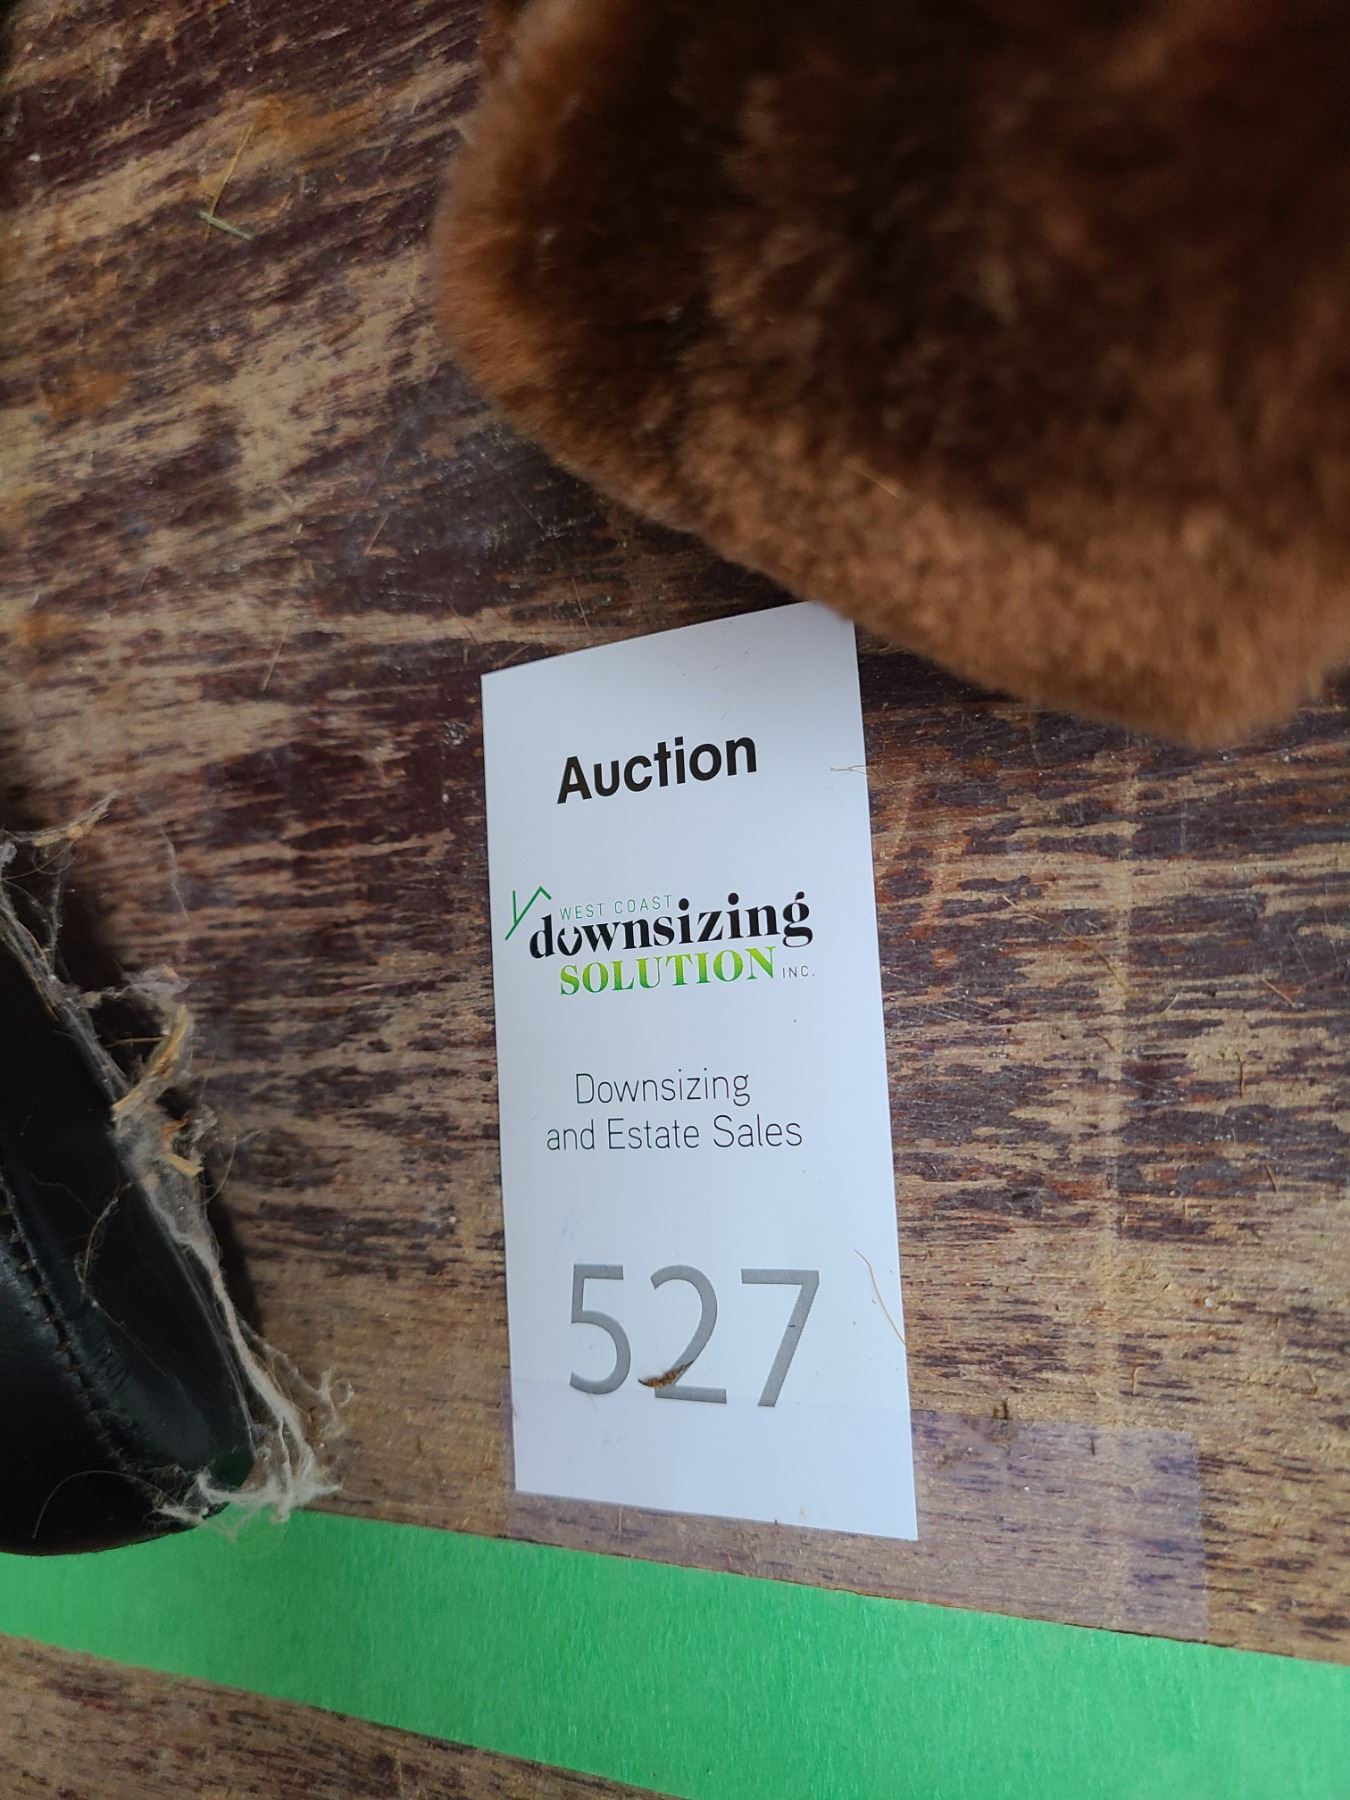 Auction
WEST COAST
downsizing
SOLUTION INC.
Downsizing
and Estate Sales
527